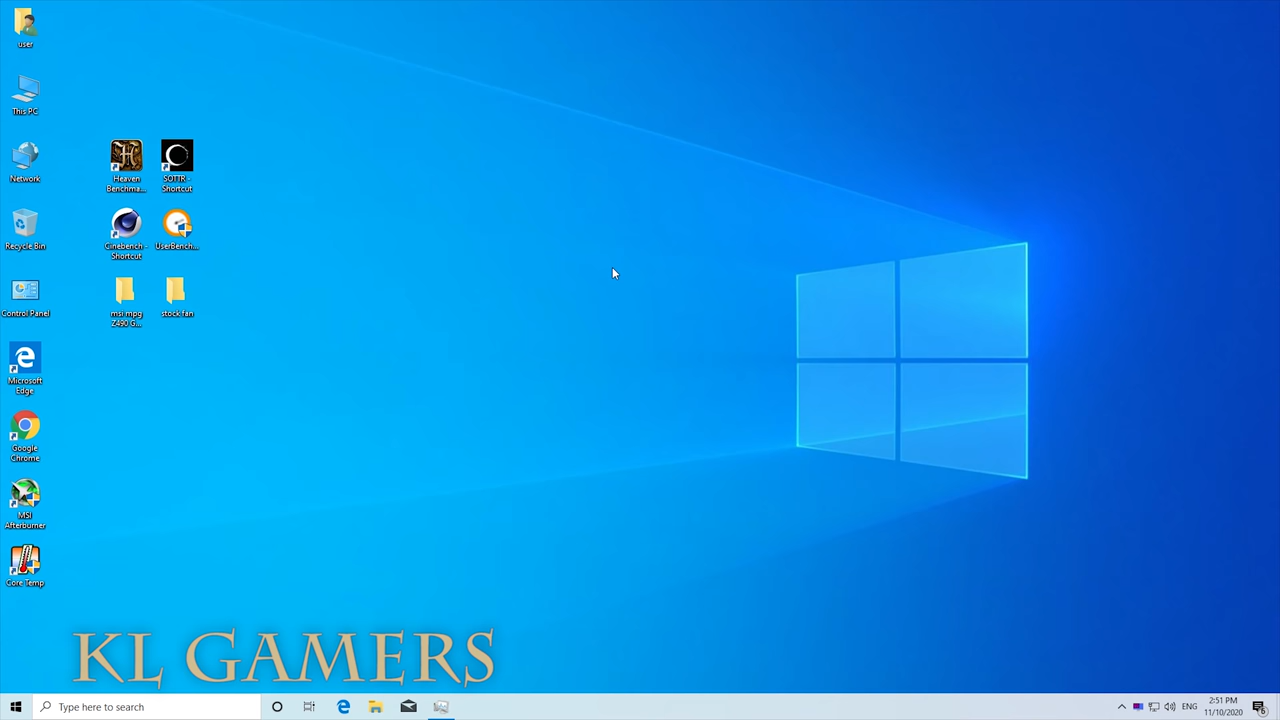 user
This PC
Network
Recycle Bin
Control Panel
Microsoft
Edge
Google
Chrome
MSI
Afterburner
Core Temp
Heaven
Benchma...
SOTTR -
Shortcut
Cinebench -
Shortcut
UserBench...
msi mpg
Z490 G...
stock fan
KL GAMERS
Type here to search
ENG
2:51 PM
11/10/2020
6